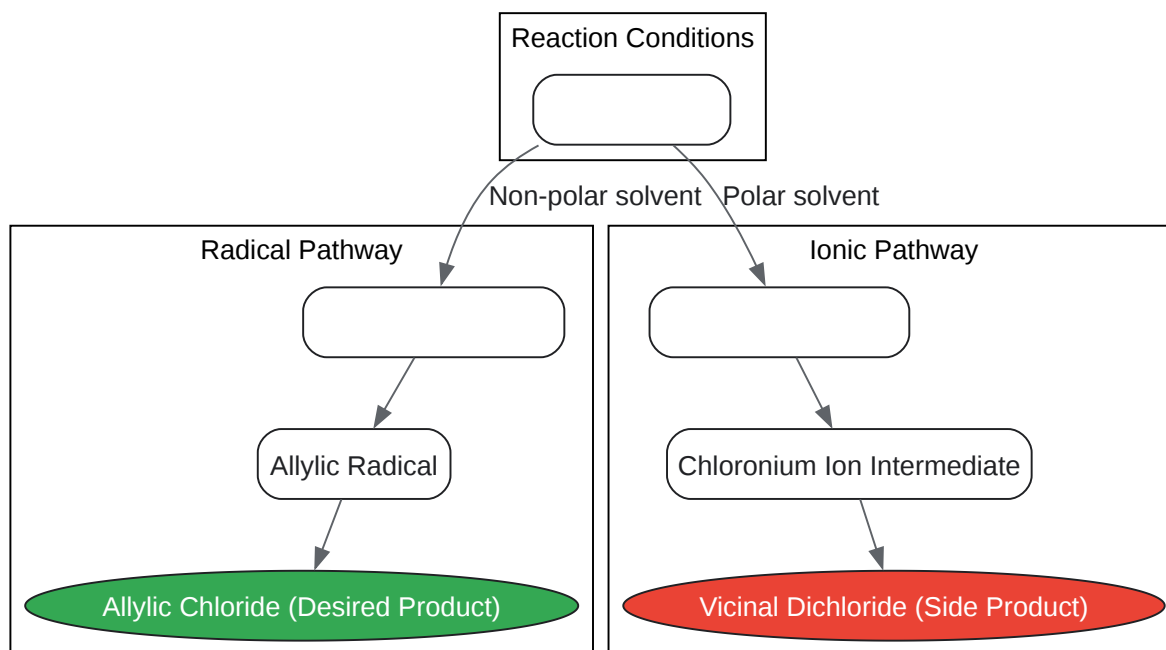 Reaction Conditions
Non-polar solvent
Polar solvent
Radical Pathway
Ionic Pathway
Allylic Radical
Chloronium Ion Intermediate
Allylic Chloride (Desired Product)
Vicinal Dichloride (Side Product)